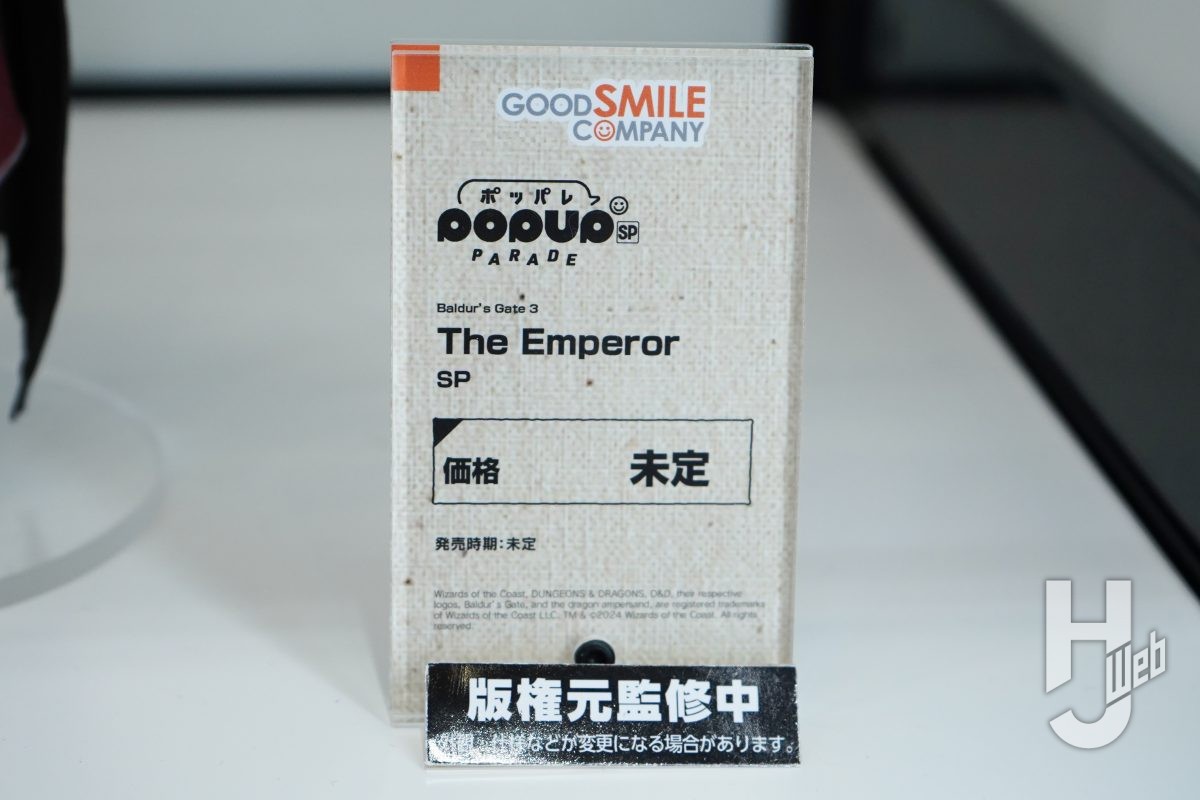 GOODSMILE
COMPANY
ポッパレ
POPUP SP
PARADE
Baldur's Gate 3
The Emperor
SP
価格 未定
発売時期:未定
Wizards of the Coast, DUNGEONS & DRAGONS, D&D, their respective
logos, Baldur's Gate, and the dragon ampersand, are registered trademarks
of Wizards of the Coast LLC. TM & ©2024 Wizards of the Coast. All rights
reserved.
版権元監修中
仕様などが変更になる場合があります。
HJ Web